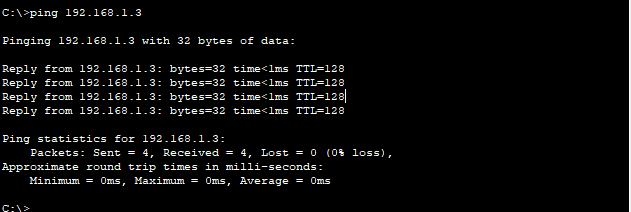 C:\>ping 192.168.1.3
Pinging 192.168.1.3 with 32 bytes of data:
Reply from 192.168.1.3: bytes=32 time<1ms TTL=128
Reply from 192.168.1.3: bytes=32 time<1ms TTL=128
Reply from 192.168.1.3: bytes=32 time<1ms TTL=128
Reply from 192.168.1.3: bytes=32 time<1ms TTL=128
Ping statistics for 192.168.1.3:
Packets: Sent = 4, Received = 4, Lost = 0 (0% loss),
Approximate round trip times in milli-seconds:
Minimum = 0ms, Maximum = 0ms, Average = 0ms
C:\>